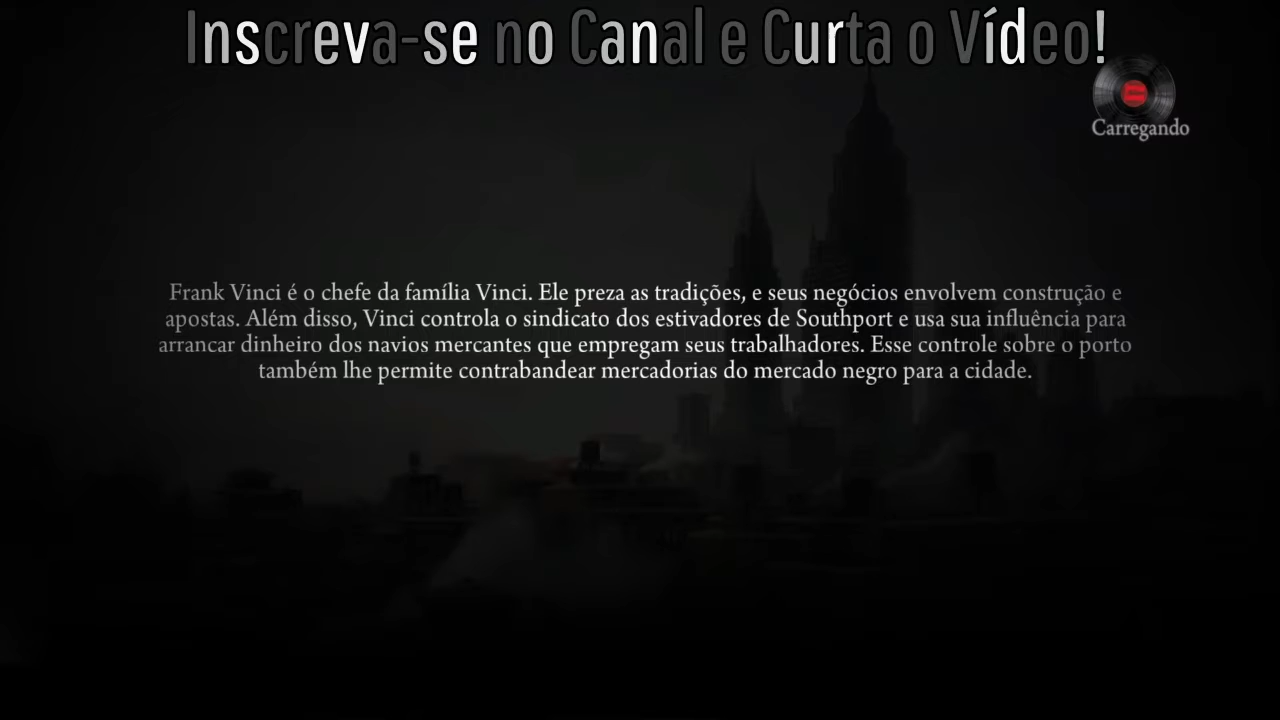 Inscreva-se no Canal e Curta o Vídeo!
Carregando
Frank Vinci é o chefe da família Vinci. Ele preza as tradições, e seus negócios envolvem construção e
apostas. Além disso, Vinci controla o sindicato dos estivadores de Southport e usa sua influência para
arrancar dinheiro dos navios mercantes que empregam seus trabalhadores. Esse controle sobre o porto
também lhe permite contrabandear mercadorias do mercado negro para a cidade.